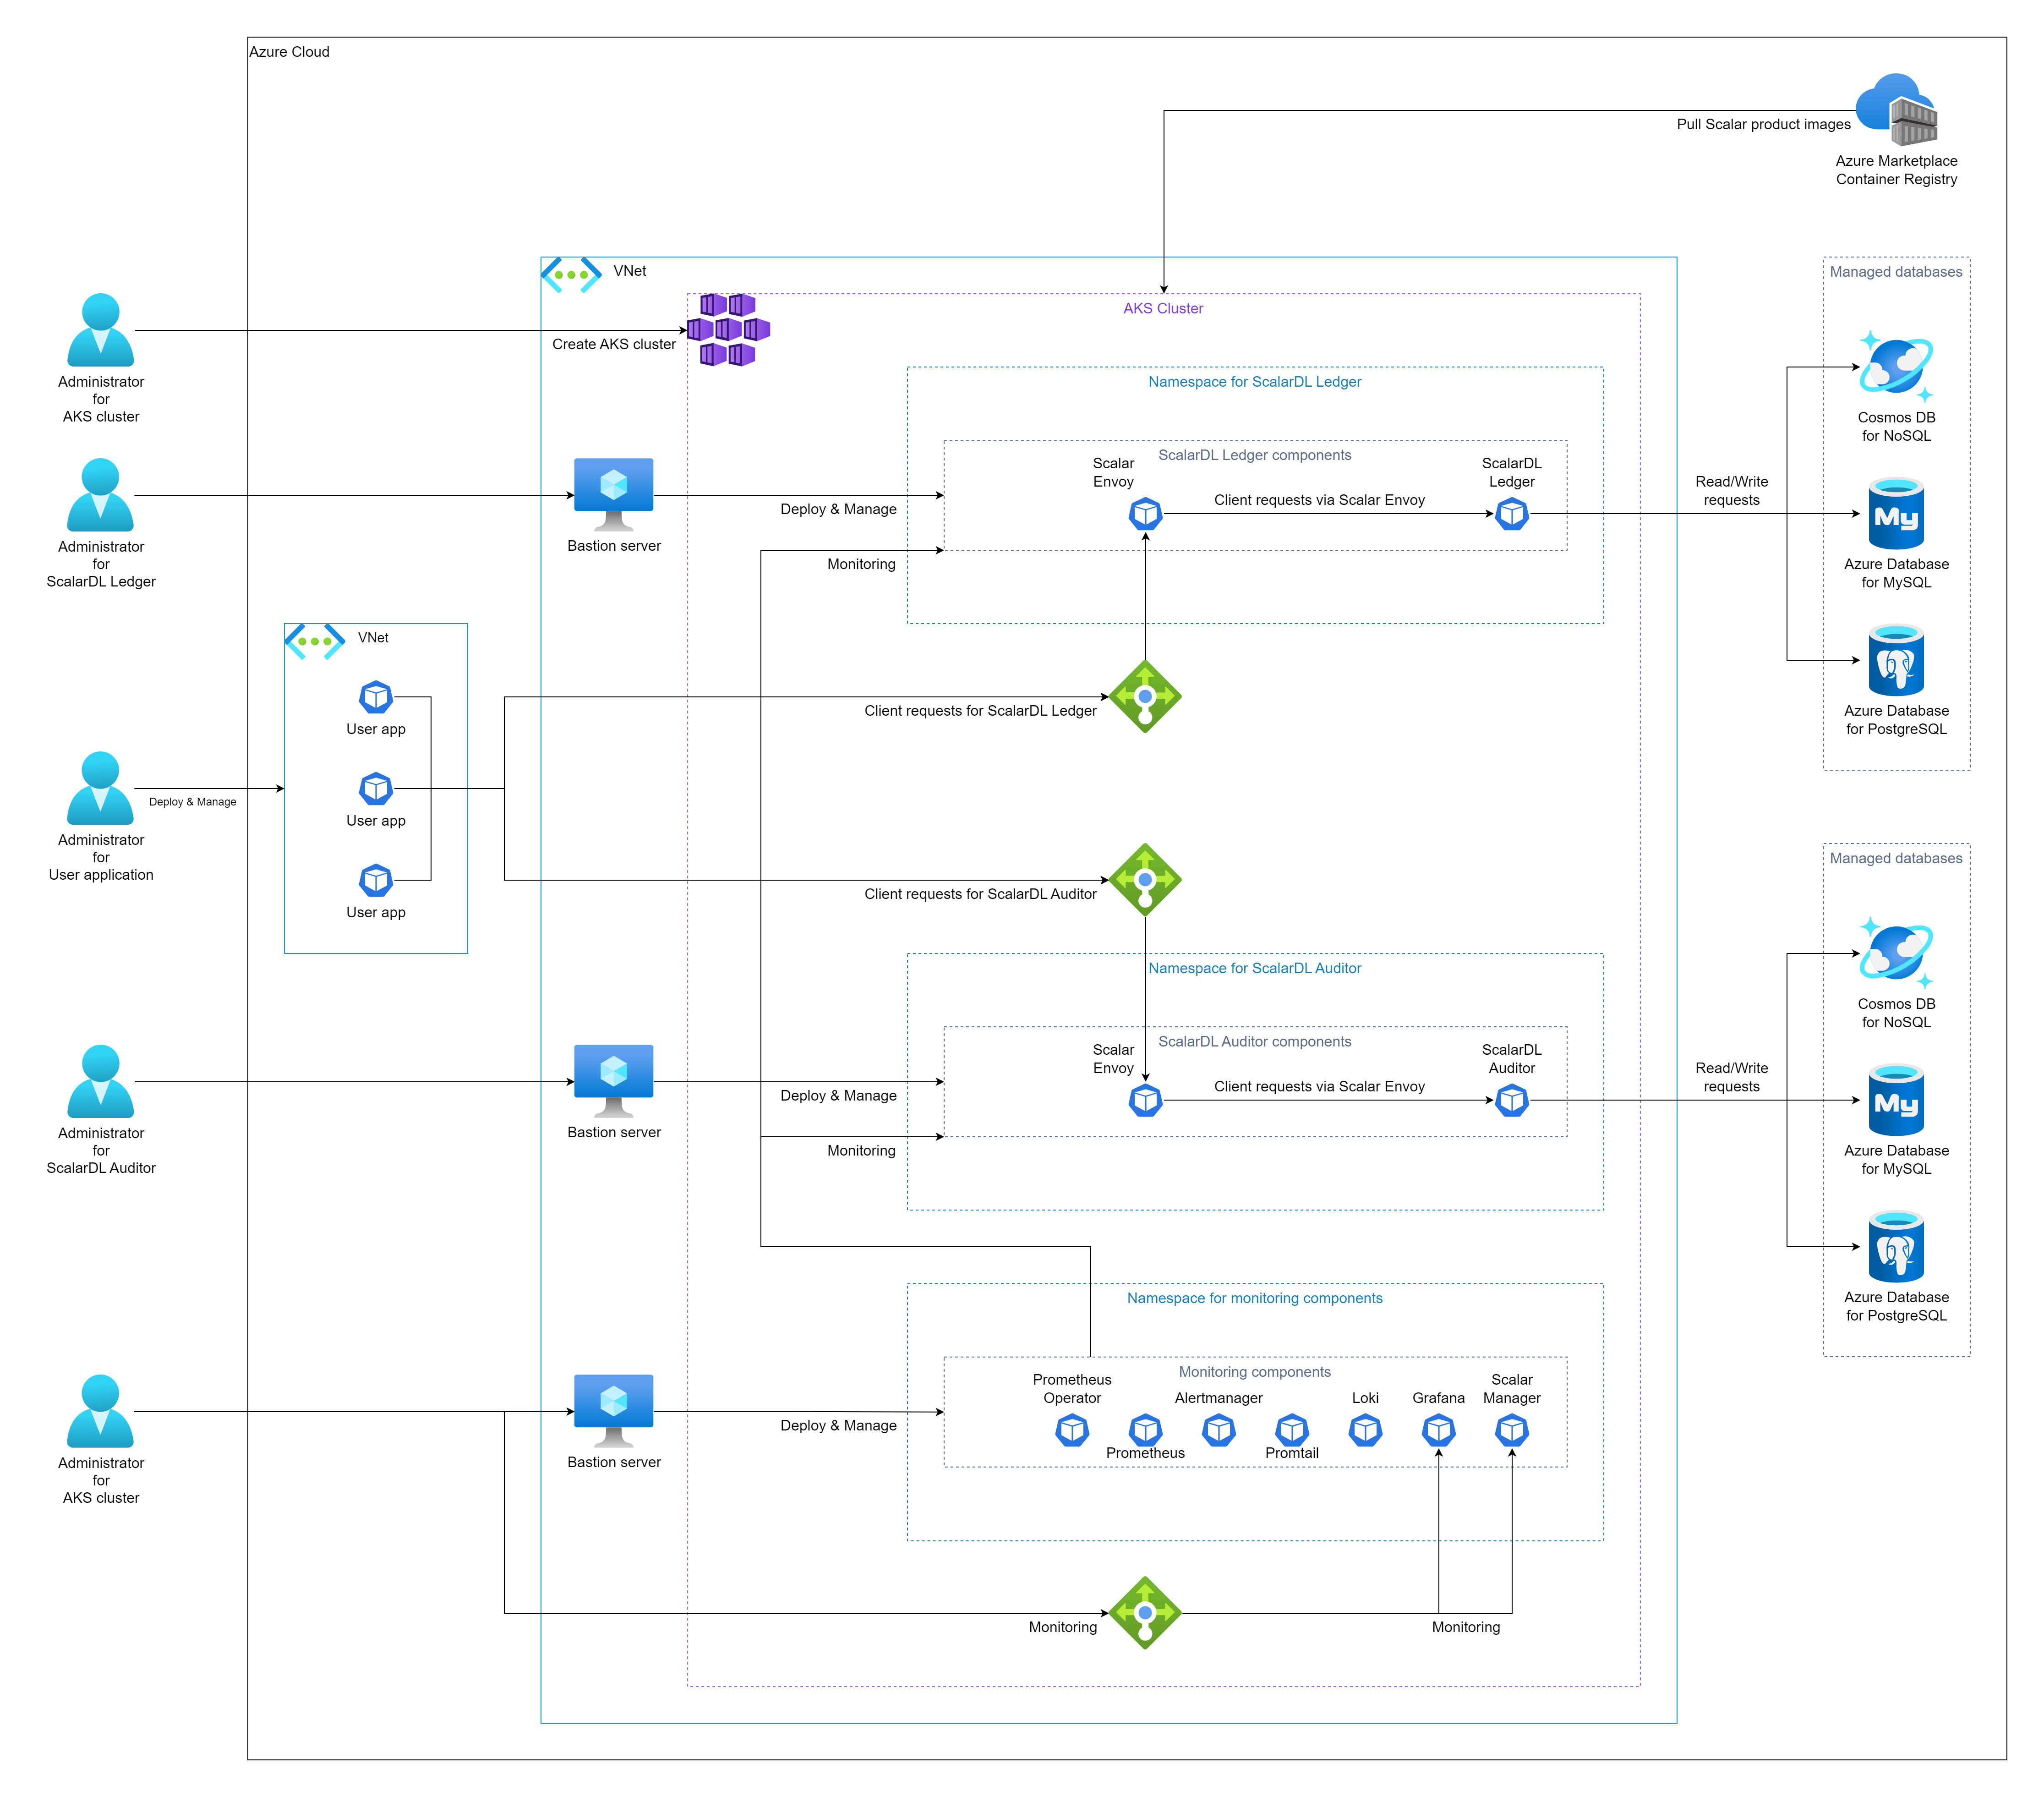 Azure Cloud
Pull Scalar product images
Azure Marketplace
Container Registry
VNet
AKS Cluster
Create AKS cluster
Administrator
for
AKS cluster
Namespace for ScalarDL Ledger
ScalarDL Ledger components
Scalar
Envoy
Client requests via Scalar Envoy
ScalarDL
Ledger
Read/Write
requests
Managed databases
Cosmos DB
for NoSQL
My
Azure Database
for MySQL
Azure Database
for PostgreSQL
Administrator
for
ScalarDL Ledger
Bastion server
Deploy & Manage
Monitoring
VNet
User app
User app
User app
Client requests for ScalarDL Ledger
Administrator
for
User application
Deploy & Manage
Client requests for ScalarDL Auditor
Namespace for ScalarDL Auditor
ScalarDL Auditor components
Scalar
Envoy
Client requests via Scalar Envoy
ScalarDL
Auditor
Read/Write
requests
Managed databases
Cosmos DB
for NoSQL
My
Azure Database
for MySQL
Azure Database
for PostgreSQL
Administrator
for
ScalarDL Auditor
Bastion server
Deploy & Manage
Monitoring
Namespace for monitoring components
Monitoring components
Prometheus
Operator
Prometheus
Alertmanager
Promtail
Loki
Grafana
Scalar
Manager
Administrator
for
AKS cluster
Bastion server
Deploy & Manage
Monitoring
Monitoring